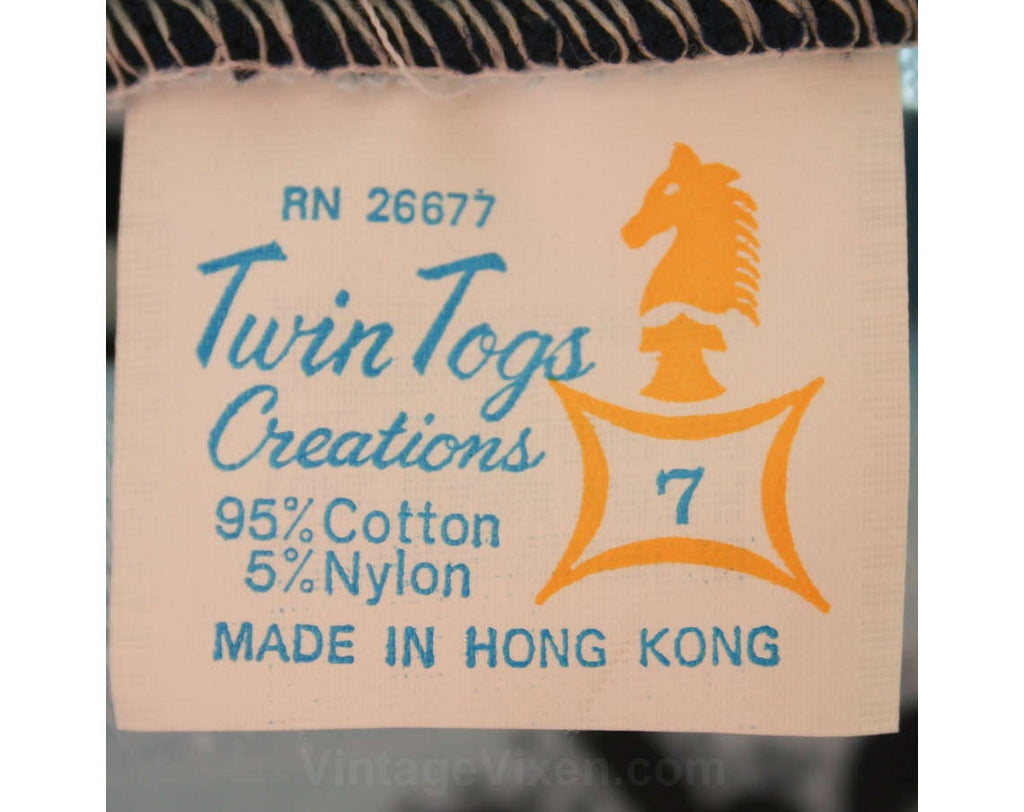 RN 26677
Twin Togs
Creations
7
95% Cotton
5% Nylon
MADE IN HONG KONG
VintageVixen.com